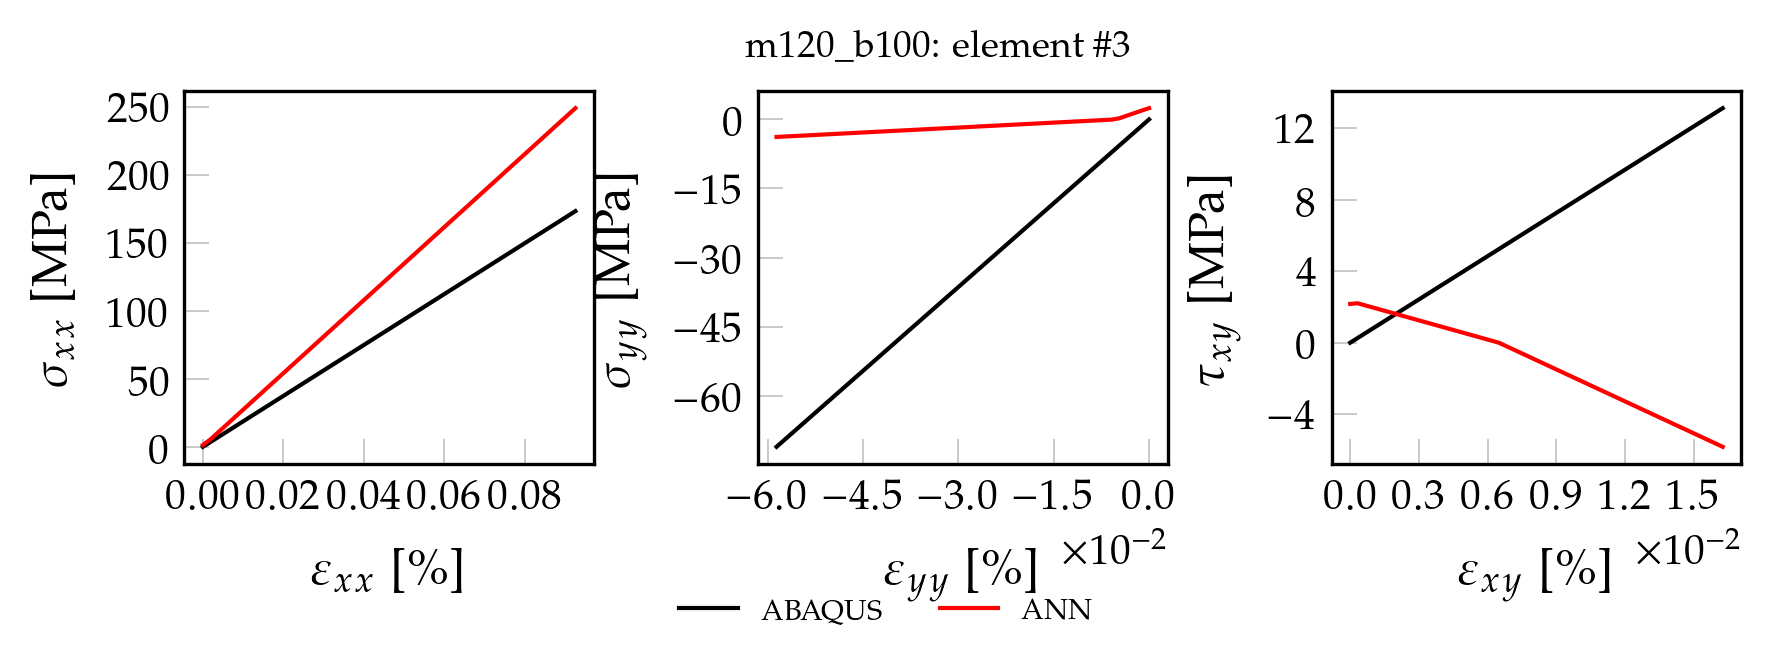 m120_b100: element #3
σxx [MPa]
250
200
150
100
50
0
0.00 0.02 0.04 0.06 0.08
εxx [%]
σyy [MPa]
0
−15
−30
−45
−60
−6.0 −4.5 −3.0 −1.5 0.0
×10−2
εyy [%]
τxy [MPa]
12
8
4
0
−4
0.0 0.3 0.6 0.9 1.2 1.5
×10−2
εxy [%]
ABAQUS ANN